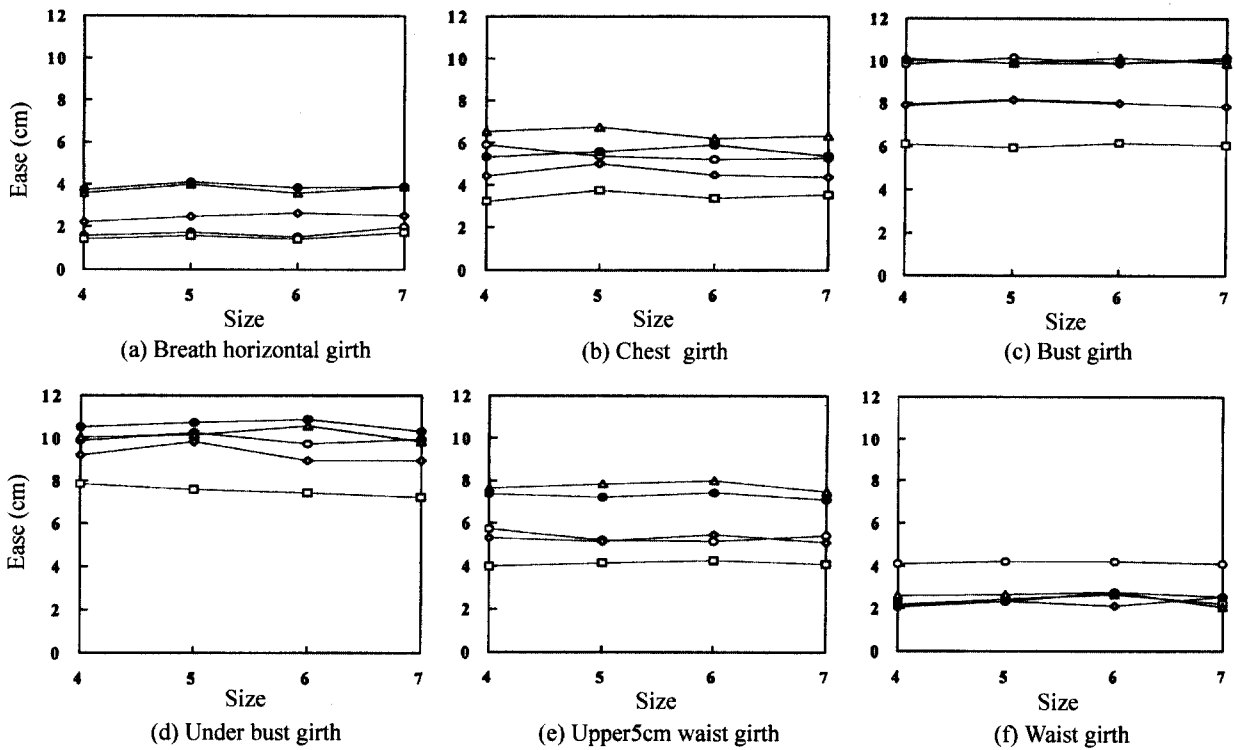 12 12 12
10 10 10
8 8 8
6 6 6
4 4 4
2 2 2
0 0 0
Ease (cm)
4 5 6 7 4 5 6 7 4 5 6 7
Size Size Size
(a) Breath horizontal girth (b) Chest girth (c) Bust girth
12 12 12
10 10 10
8 8 8
6 6 6
4 4 4
2 2 2
0 0 0
Ease (cm)
4 5 6 7 4 5 6 7 4 5 6 7
Size Size Size
(d) Under bust girth (e) Upper5cm waist girth (f) Waist girth